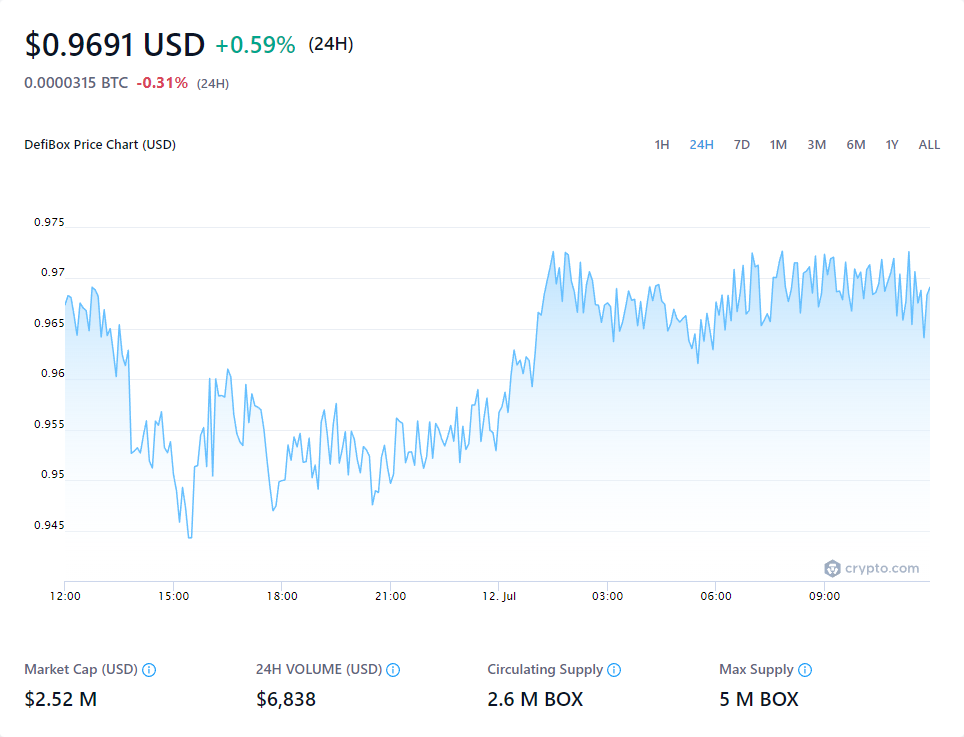 $0.9691 USD +0.59% (24H)
0.0000315 BTC -0.31% (24H)
DefiBox Price Chart (USD) 1H 24H 7D 1M 3M 6M 1Y ALL
0.975
0.97
0.965
0.96
0.955
0.95
0.945
crypto.com
12:00 15:00 18:00 21:00 12. Jul 03:00 06:00 09:00
Market Cap (USD) 24H VOLUME (USD) Circulating Supply Max Supply
$2.52 M $6,838 2.6 M BOX 5 M BOX